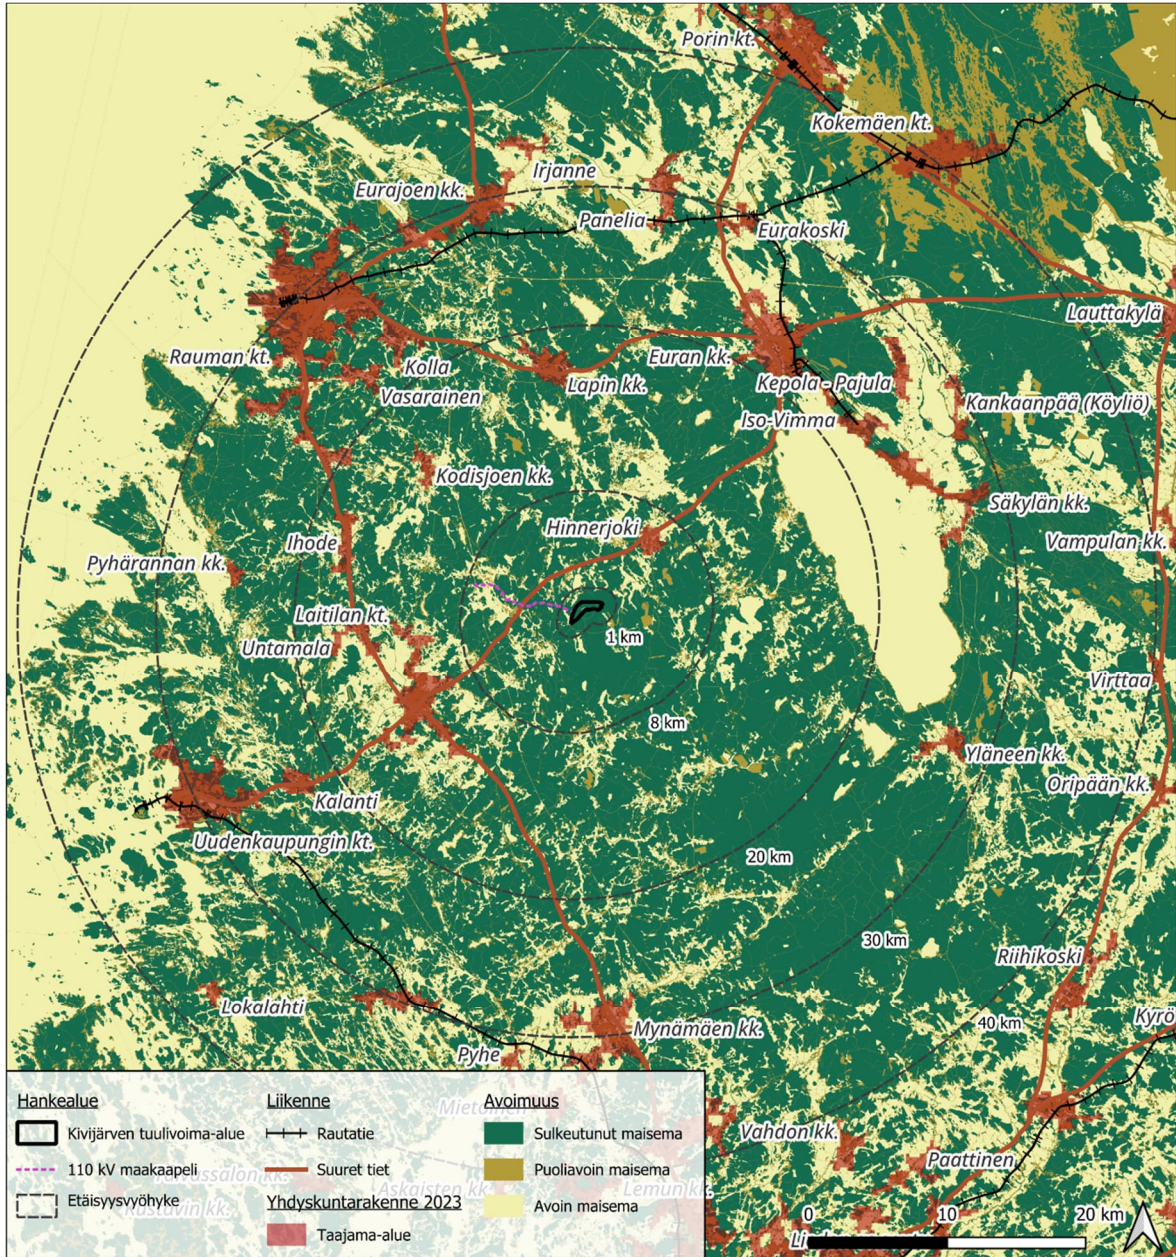 Porin kt.
Kokemäen kt.
Irjanne
Eurajoen kk.
Panelia
Eurakoski
Lauttakylä
Rauman kt.
Kolla
Euran kk.
Vasarainen
Lapin kk.
Kepola - Pajula
Kankaanpää (Köyliö)
Iso-Vimma
Kodisjoen kk.
Säkylän kk.
Hinnerjoki
Ihode
Vampulan kk.
Pyhärannan kk.
Laitilan kt.
1 km
Untamala
Virttaa
8 km
Yläneen kk.
Oripään kk.
Kalanti
Uudenkaupungin kt.
20 km
30 km
Riihikoski
Lokalahti
40 km
Kyrö
Mynämäen kk.
Pyhe
Mietoinen
Vahdon kk.
Paattinen
Askaisten kk.
Lemun kk.
Kustavin kk.
Li
Hankealue
Kivijärven tuulivoima-alue
110 kV maakaapeli
Etäisyysvyöhyke
Liikenne
Rautatie
Suuret tiet
Yhdyskuntarakenne 2023
Taajama-alue
Avoimuus
Sulkeutunut maisema
Puoliavoin maisema
Avoin maisema
0 10 20 km